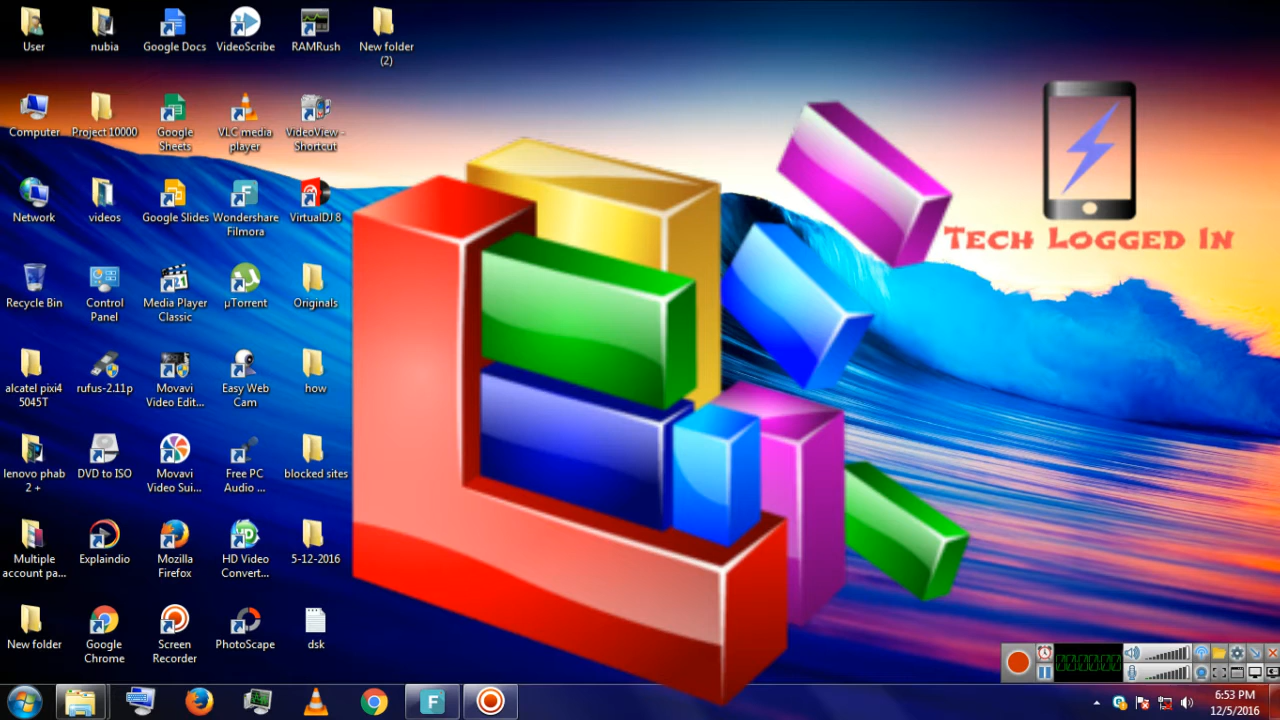 User
nubia
Google Docs
VideoScribe
RAMRush
New folder
(2)
Computer
Project 10000
Google
Sheets
VLC media
player
VideoView -
Shortcut
Network
videos
Google Slides
Wondershare
Filmora
VirtualDJ 8
Recycle Bin
Control
Panel
Media Player
Classic
µTorrent
Originals
alcatel pixi4
5045T
rufus-2.11p
Movavi
Video Edit...
Easy Web
Cam
how
lenovo phab
2 +
DVD to ISO
Movavi
Video Sui...
Free PC
Audio ...
blocked sites
Multiple
account pa...
Explaindio
Mozilla
Firefox
HD Video
Convert...
5-12-2016
New folder
Google
Chrome
Screen
Recorder
PhotoScape
dsk
Tech Logged In
00:00:00
6:53 PM
12/5/2016